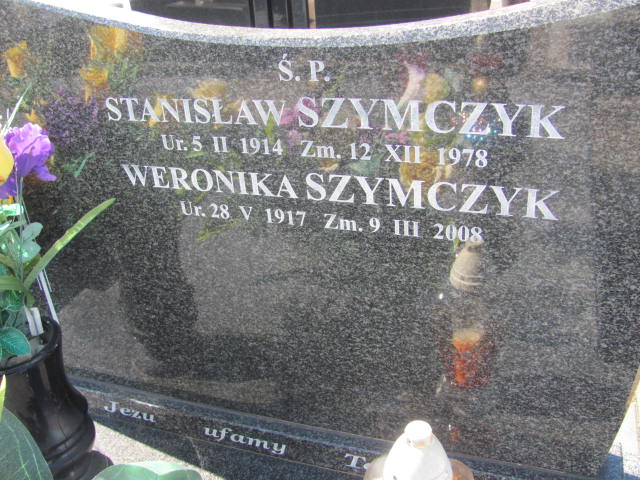 Ś. P.
STANISŁAW SZYMCZYK
Ur. 5 II 1914 Zm. 12 XII 1978
WERONIKA SZYMCZYK
Ur. 28 V 1917 Zm. 9 III 2008
Jezu ufamy